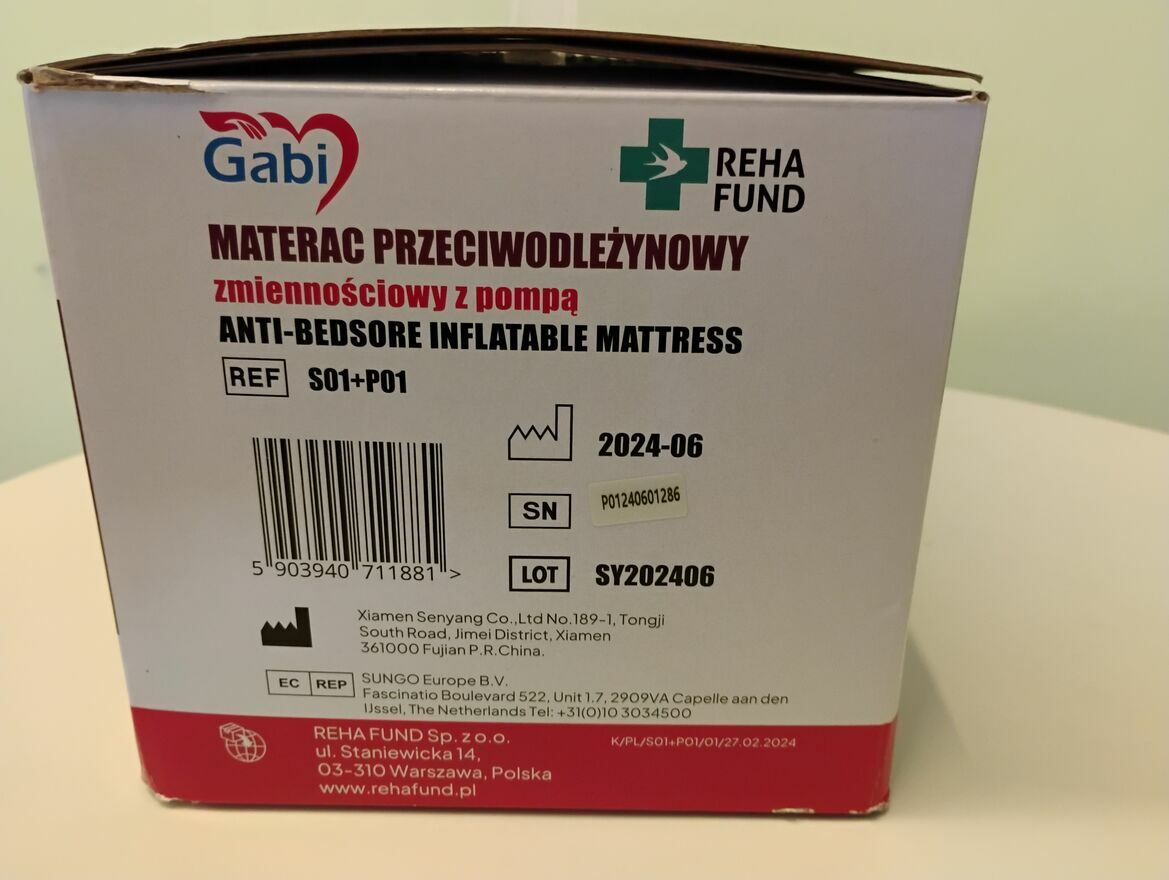 Gabi
REHA
FUND
MATERAC PRZECIWODLEŻYNOWY
zmiennościowy z pompą
ANTI-BEDSORE INFLATABLE MATTRESS
REF S01+P01
2024-06
SN P01240601286
LOT SY202406
5 903940 711881 >
Xiamen Senyang Co.,Ltd No.189-1, Tongji
South Road, Jimei District, Xiamen
361000 Fujian P.R.China.
EC REP SUNGO Europe B.V.
Fascinatio Boulevard 522, Unit 1.7, 2909VA Capelle aan den
IJssel, The Netherlands Tel: +31(0)10 3034500
REHA FUND Sp. z o.o.
ul. Staniewicka 14,
03-310 Warszawa, Polska
www.rehafund.pl
K/PL/S01+P01/01/27.02.2024